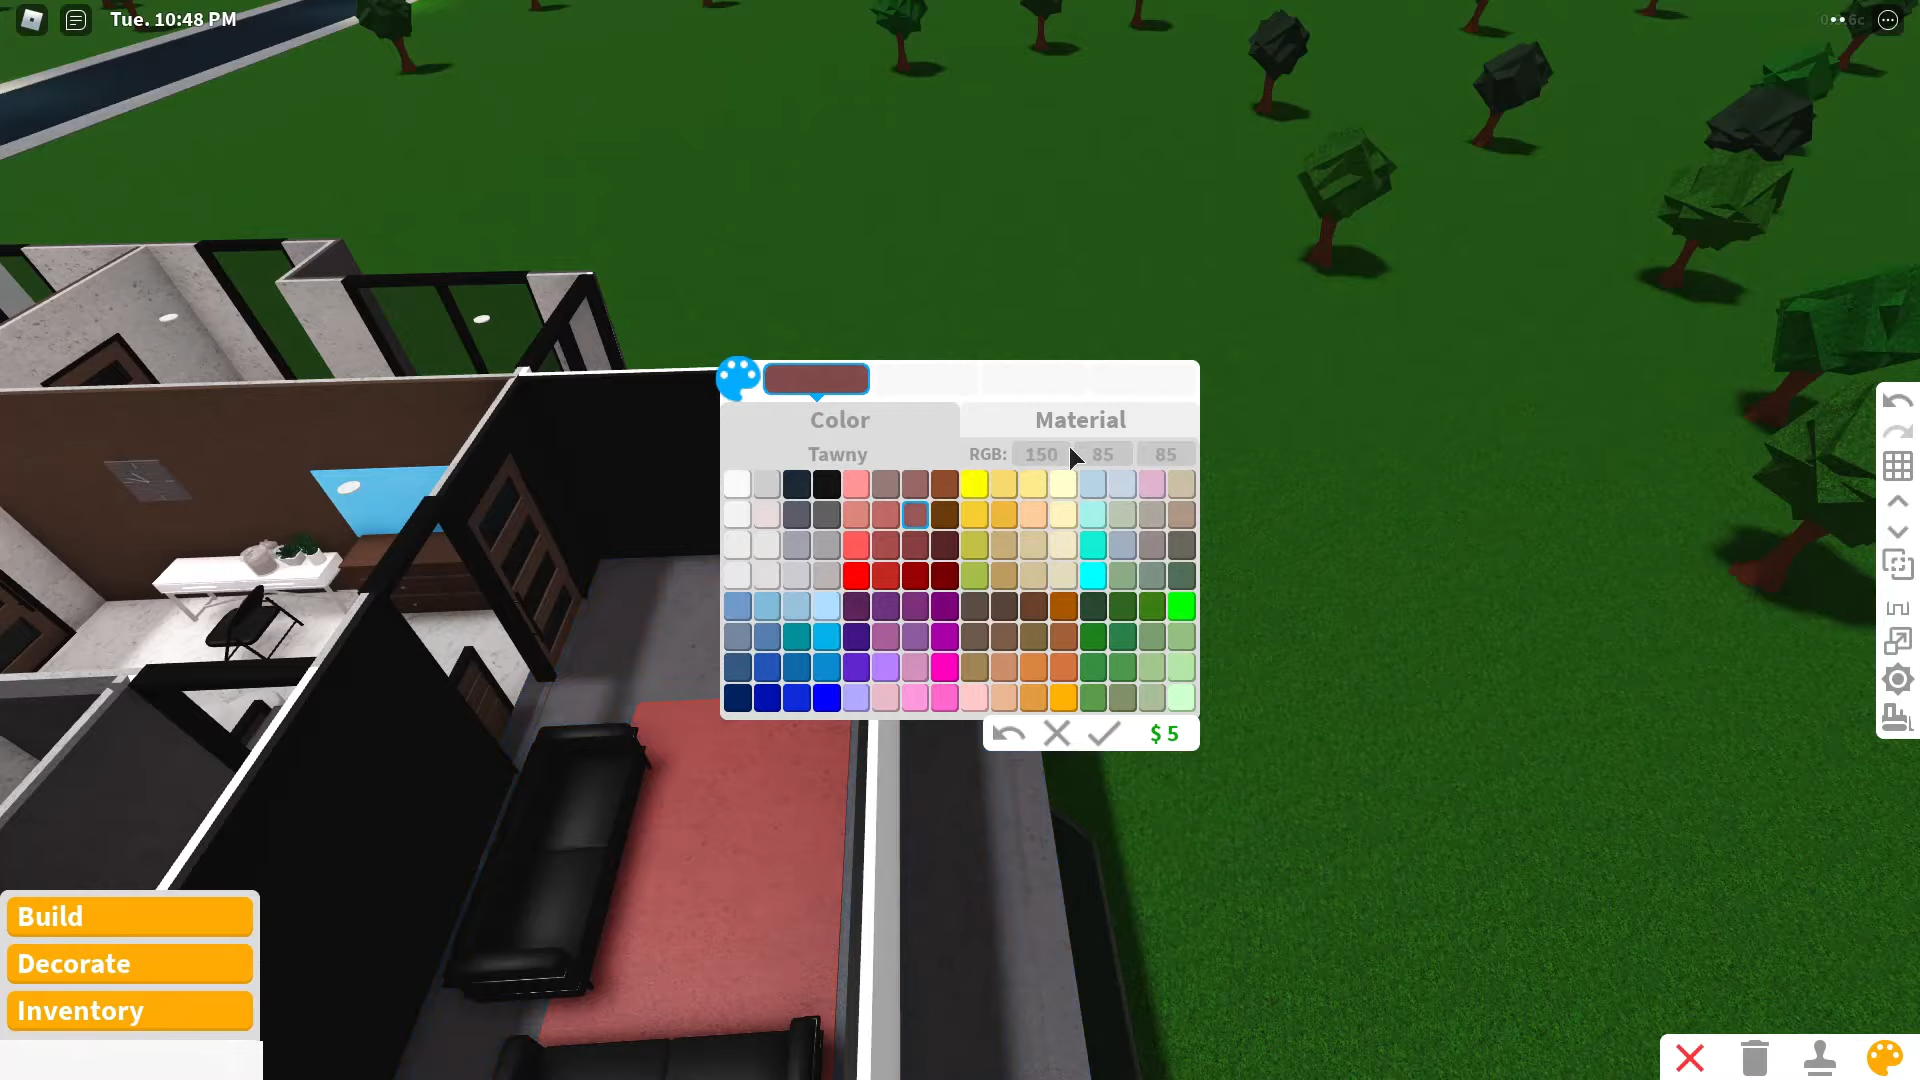 Tue. 10:48 PM
Color
Material
Tawny
RGB: 150 85 85
$ 5
Build
Decorate
Inventory